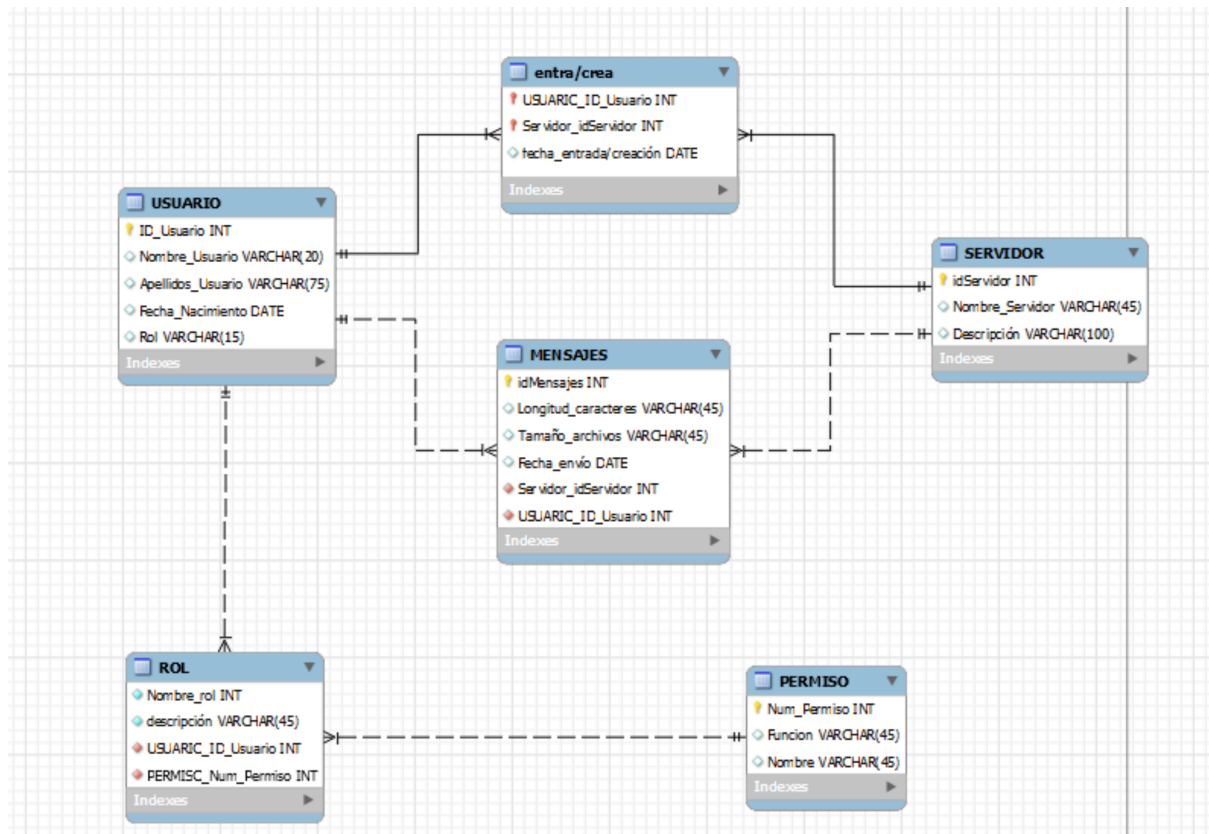 entra/crea
USUARIC_ID_Usuario INT
Servidor_idServidor INT
fecha_entrada/creación DATE
Indexes
USUARIO
ID_Usuario INT
Nombre_Usuario VARCHAR(20)
Apellidos_Usuario VARCHAR(75)
Fecha_Nacimiento DATE
Rol VARCHAR(15)
Indexes
SERVIDOR
idServidor INT
Nombre_Servidor VARCHAR(45)
Descripción VARCHAR(100)
Indexes
MENSAJES
idMensajes INT
Longitud_caracteres VARCHAR(45)
Tamaño_archivos VARCHAR(45)
Fecha_envío DATE
Servidor_idServidor INT
USUARIC_ID_Usuario INT
Indexes
ROL
Nombre_rol INT
descripción VARCHAR(45)
USUARIC_ID_Usuario INT
PERMISC_Num_Permiso INT
Indexes
PERMISO
Num_Permiso INT
Funcion VARCHAR(45)
Nombre VARCHAR(45)
Indexes